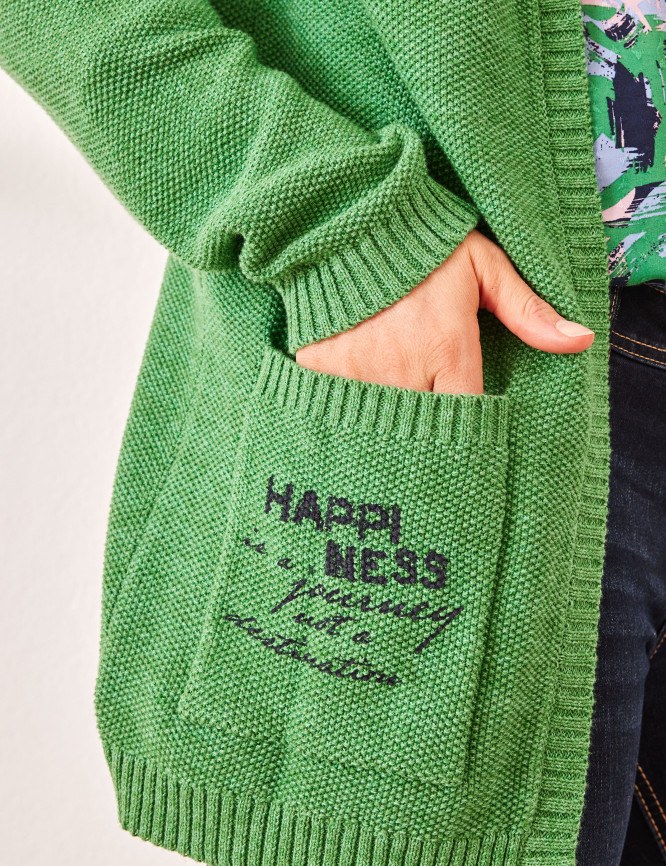 HAPPI
NESS
is a
journey
not a
destination